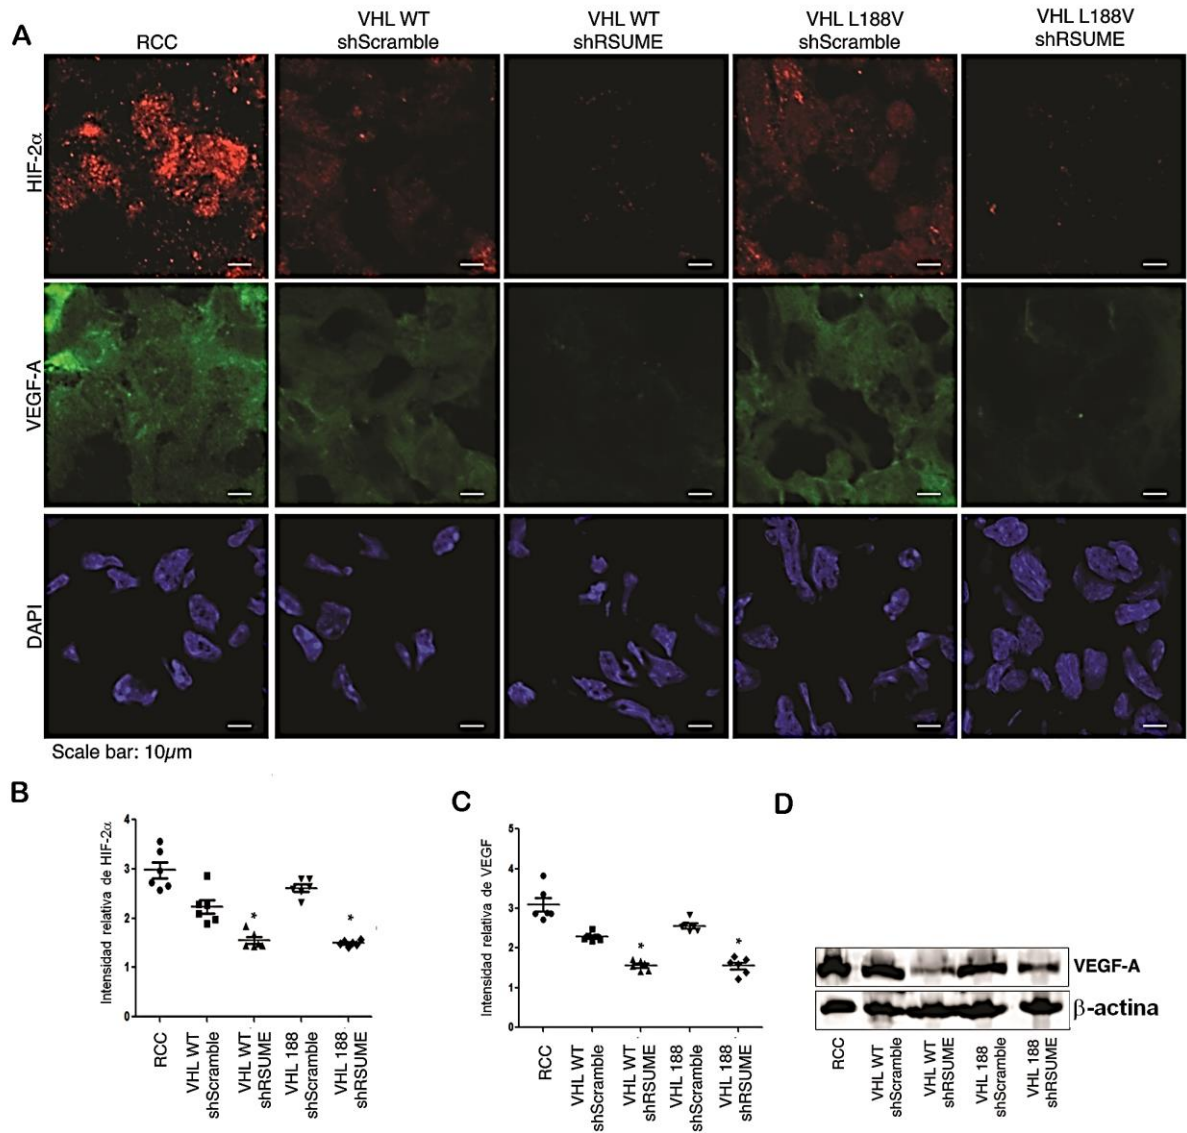 A
RCC
VHL WT
shScramble
VHL WT
shRSUME
VHL L188V
shScramble
VHL L188V
shRSUME
HIF-2α
VEGF-A
DAPI
Scale bar: 10µm
B
Intensidad relativa de HIF-2α
4
3
2
1
0
*
*
RCC
VHL WT
shScramble
VHL WT
shRSUME
VHL 188
shScramble
VHL 188
shRSUME
C
Intensidad relativa de VEGF
5
4
3
2
1
0
*
*
RCC
VHL WT
shScramble
VHL WT
shRSUME
VHL 188
shScramble
VHL 188
shRSUME
D
VEGF-A
β-actina
RCC
VHL WT
shScramble
VHL WT
shRSUME
VHL 188
shScramble
VHL 188
shRSUME